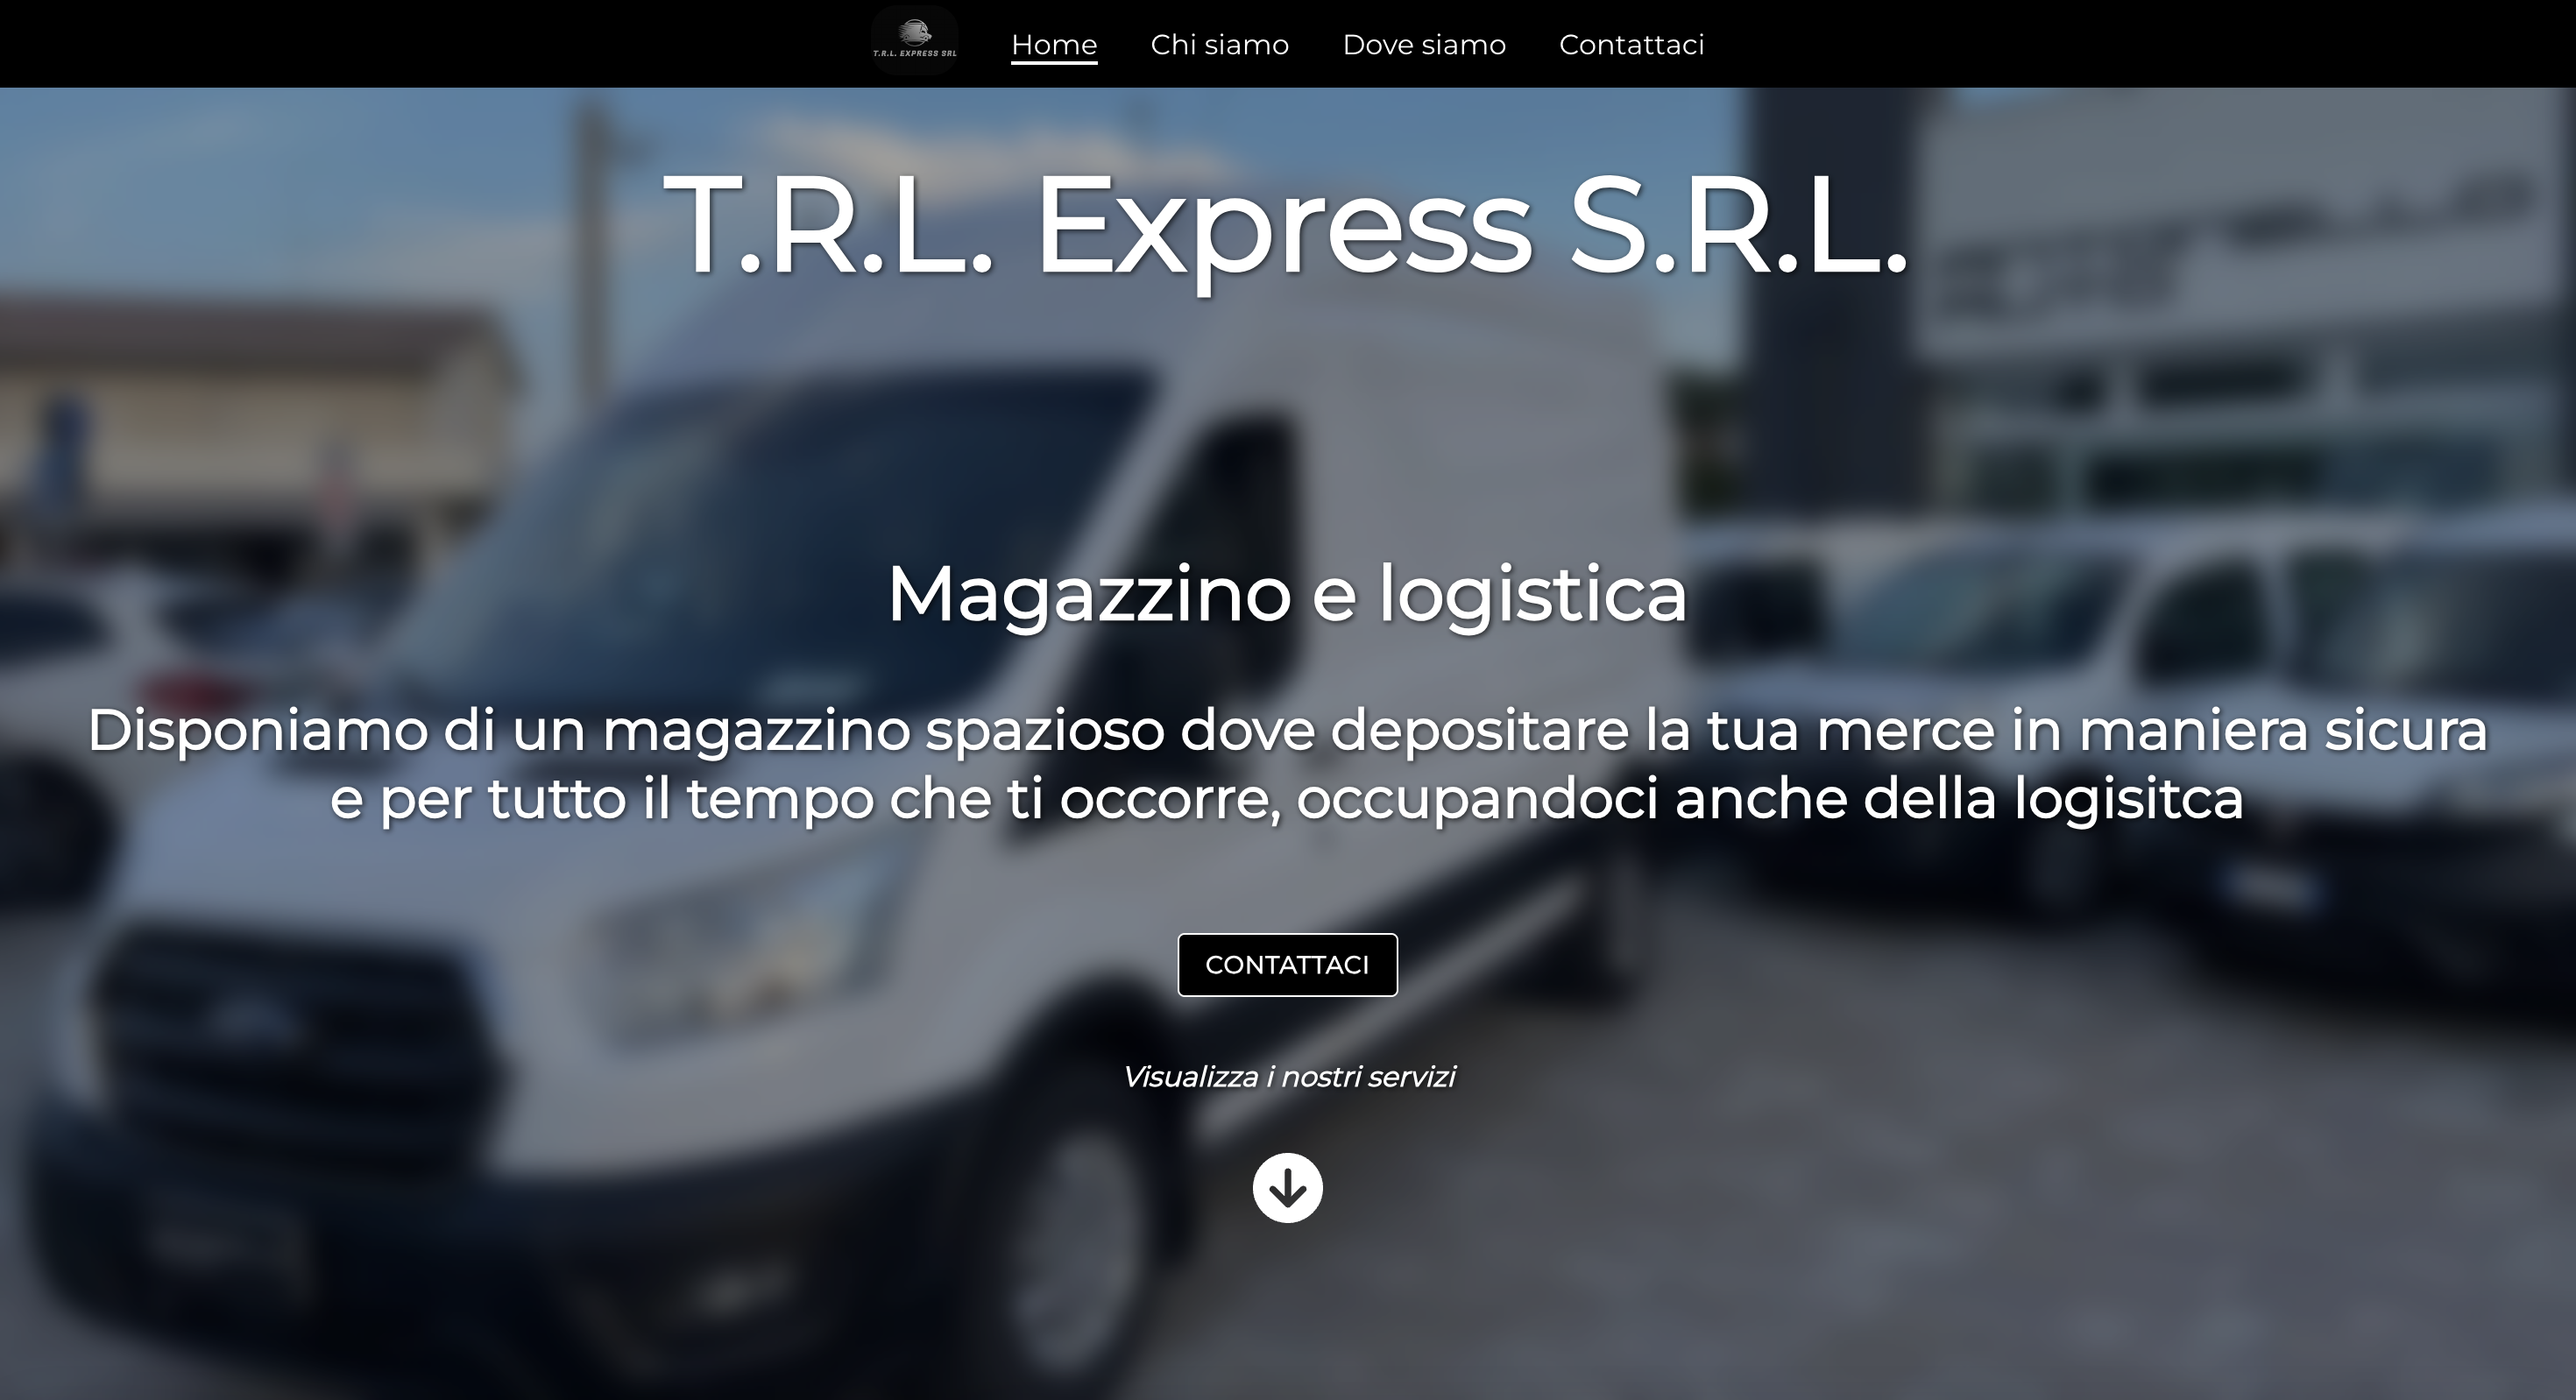 T.R.L. EXPRESS SRL
Home
Chi siamo
Dove siamo
Contattaci
T.R.L. Express S.R.L.
Magazzino e logistica
Disponiamo di un magazzino spazioso dove depositare la tua merce in maniera sicura
e per tutto il tempo che ti occorre, occupandoci anche della logisitca
CONTATTACI
Visualizza i nostri servizi